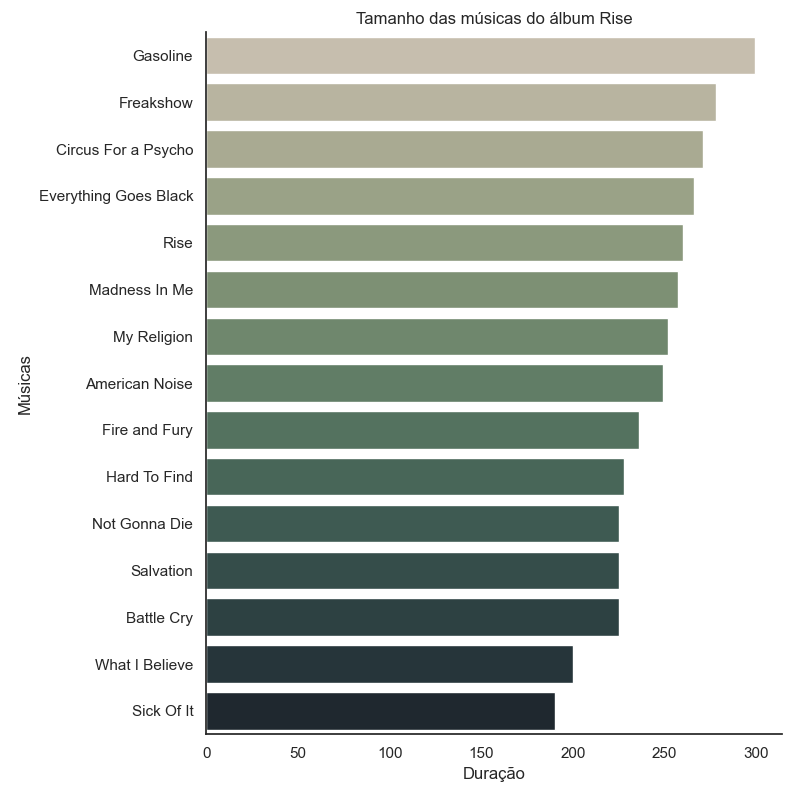 Tamanho das músicas do álbum Rise
Gasoline
Freakshow
Circus For a Psycho
Everything Goes Black
Rise
Madness In Me
My Religion
American Noise
Fire and Fury
Hard To Find
Not Gonna Die
Salvation
Battle Cry
What I Believe
Sick Of It
Músicas
0 50 100 150 200 250 300
Duração